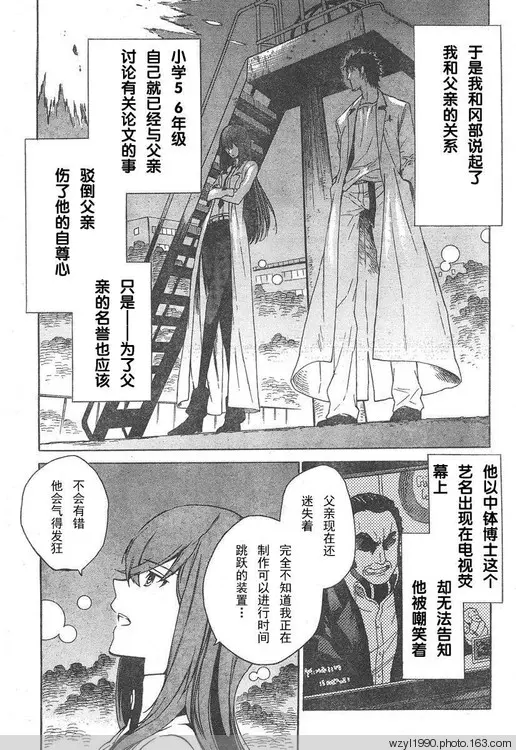 于是我和冈部说起了
我和父亲的关系
小学5 6年级
自己就已经与父亲
讨论有关论文的事
驳倒父亲
伤了他的自尊心
只是——为了父
亲的名誉也应该
他以中钵博士这个
艺名出现在电视荧
幕上
却无法告知
他被嘲笑着
父亲现在还
迷失着
完全不知道我正在
制作可以进行时间
跳跃的装置…
不会有错
他会气得发狂
wzyl1990.photo.163.com